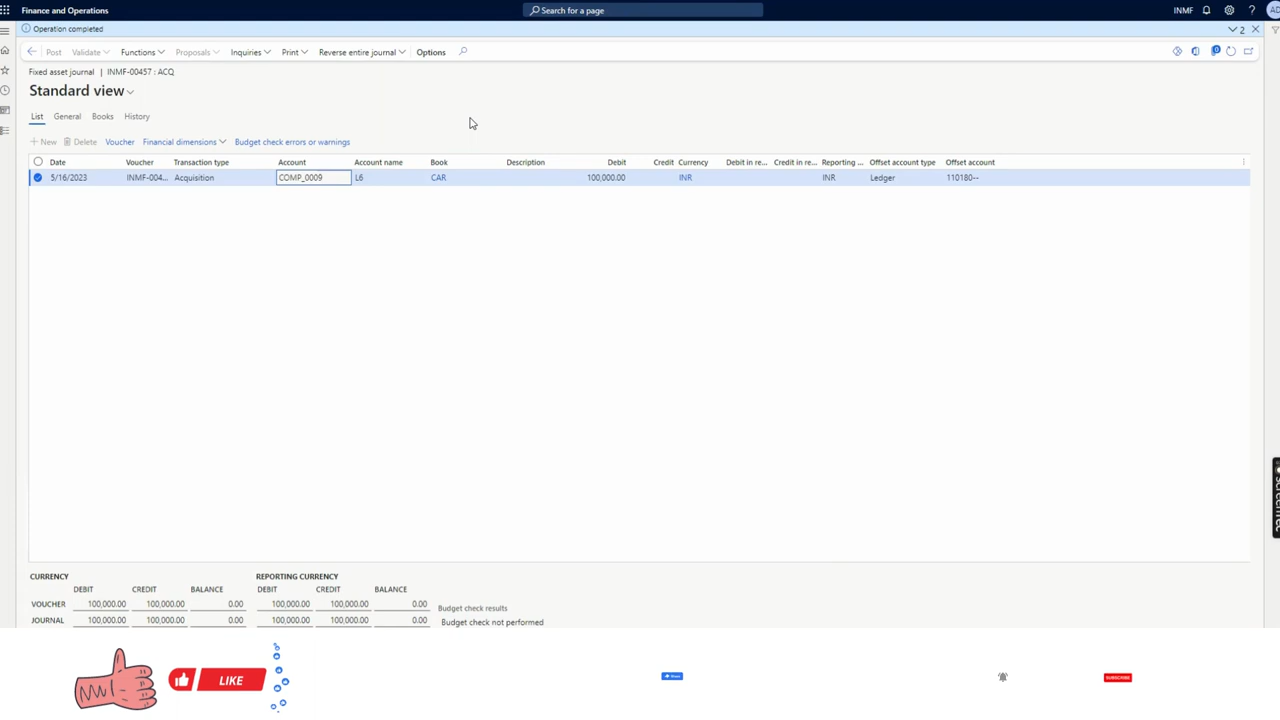 Finance and Operations Search for a page INMF ? AD
Operation completed 2
Post Validate Functions Proposals Inquiries Print Reverse entire journal Options 0
Fixed asset journal | INMF-00457 : ACQ
Standard view
List General Books History
New Delete Voucher Financial dimensions Budget check errors or warnings
Date Voucher Transaction type Account Account name Book Description Debit Credit Currency Debit in re... Credit in re... Reporting ... Offset account type Offset account
5/16/2023 INMF-004... Acquisition COMP_0009 L6 CAR 100,000.00 INR INR Ledger 110180--
CURRENCY REPORTING CURRENCY
DEBIT CREDIT BALANCE DEBIT CREDIT BALANCE
VOUCHER 100,000.00 100,000.00 0.00 100,000.00 100,000.00 0.00 Budget check results
JOURNAL 100,000.00 100,000.00 0.00 100,000.00 100,000.00 0.00 Budget check not performed
LIKE Share SUBSCRIBE